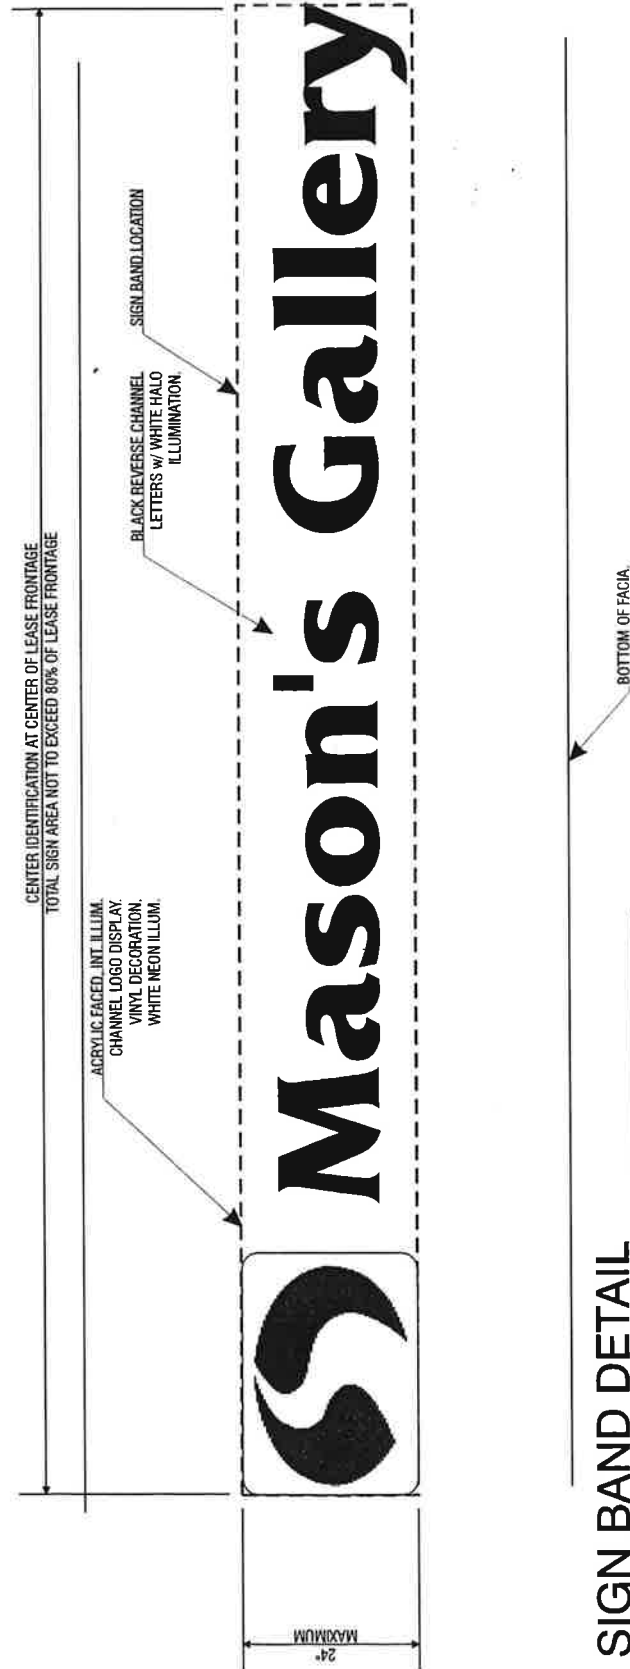 CENTER IDENTIFICATION AT CENTER OF LEASE FRONTAGE
TOTAL SIGN AREA NOT TO EXCEED 80% OF LEASE FRONTAGE
ACRYLIC FACED, INT. ILLUM.
CHANNEL LOGO DISPLAY.
VINYL DECORATION.
WHITE NEON ILLUM.
BLACK REVERSE CHANNEL
LETTERS w/ WHITE HALO
ILLUMINATION.
SIGN BAND LOCATION
24"
MAXIMUM
Mason's Gallery
BOTTOM OF FACIA.
SIGN BAND DETAIL